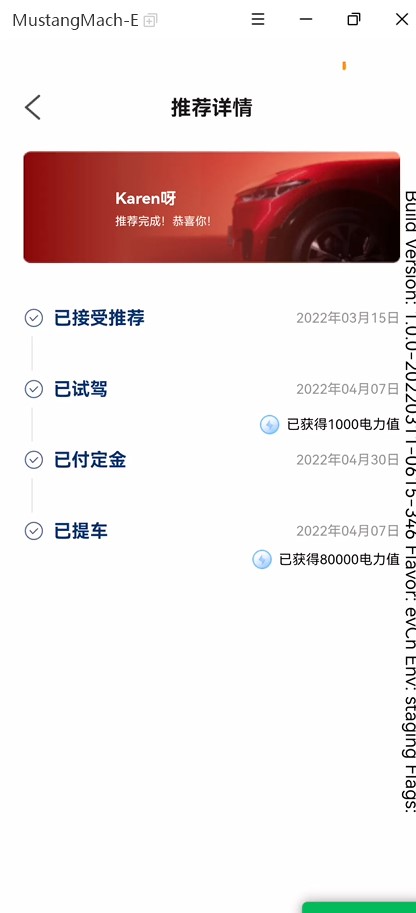 MustangMach-E
推荐详情
Karen呀
推荐完成！恭喜你！
已接受推荐 2022年03月15日
已试驾 2022年04月07日
已获得1000电力值
已付定金 2022年04月30日
已提车 2022年04月07日
已获得80000电力值
Build Version: 1.0.0-20220311-0615-346 Flavor: evCn Env: staging Flags: